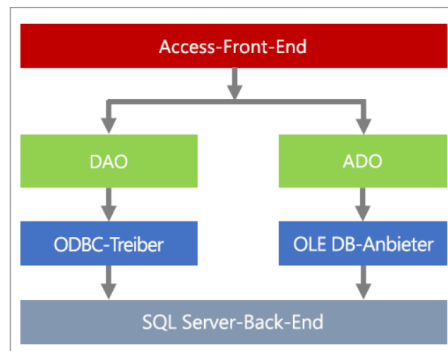 Access-Front-End
DAO
ADO
ODBC-Treiber
OLE DB-Anbieter
SQL Server-Back-End